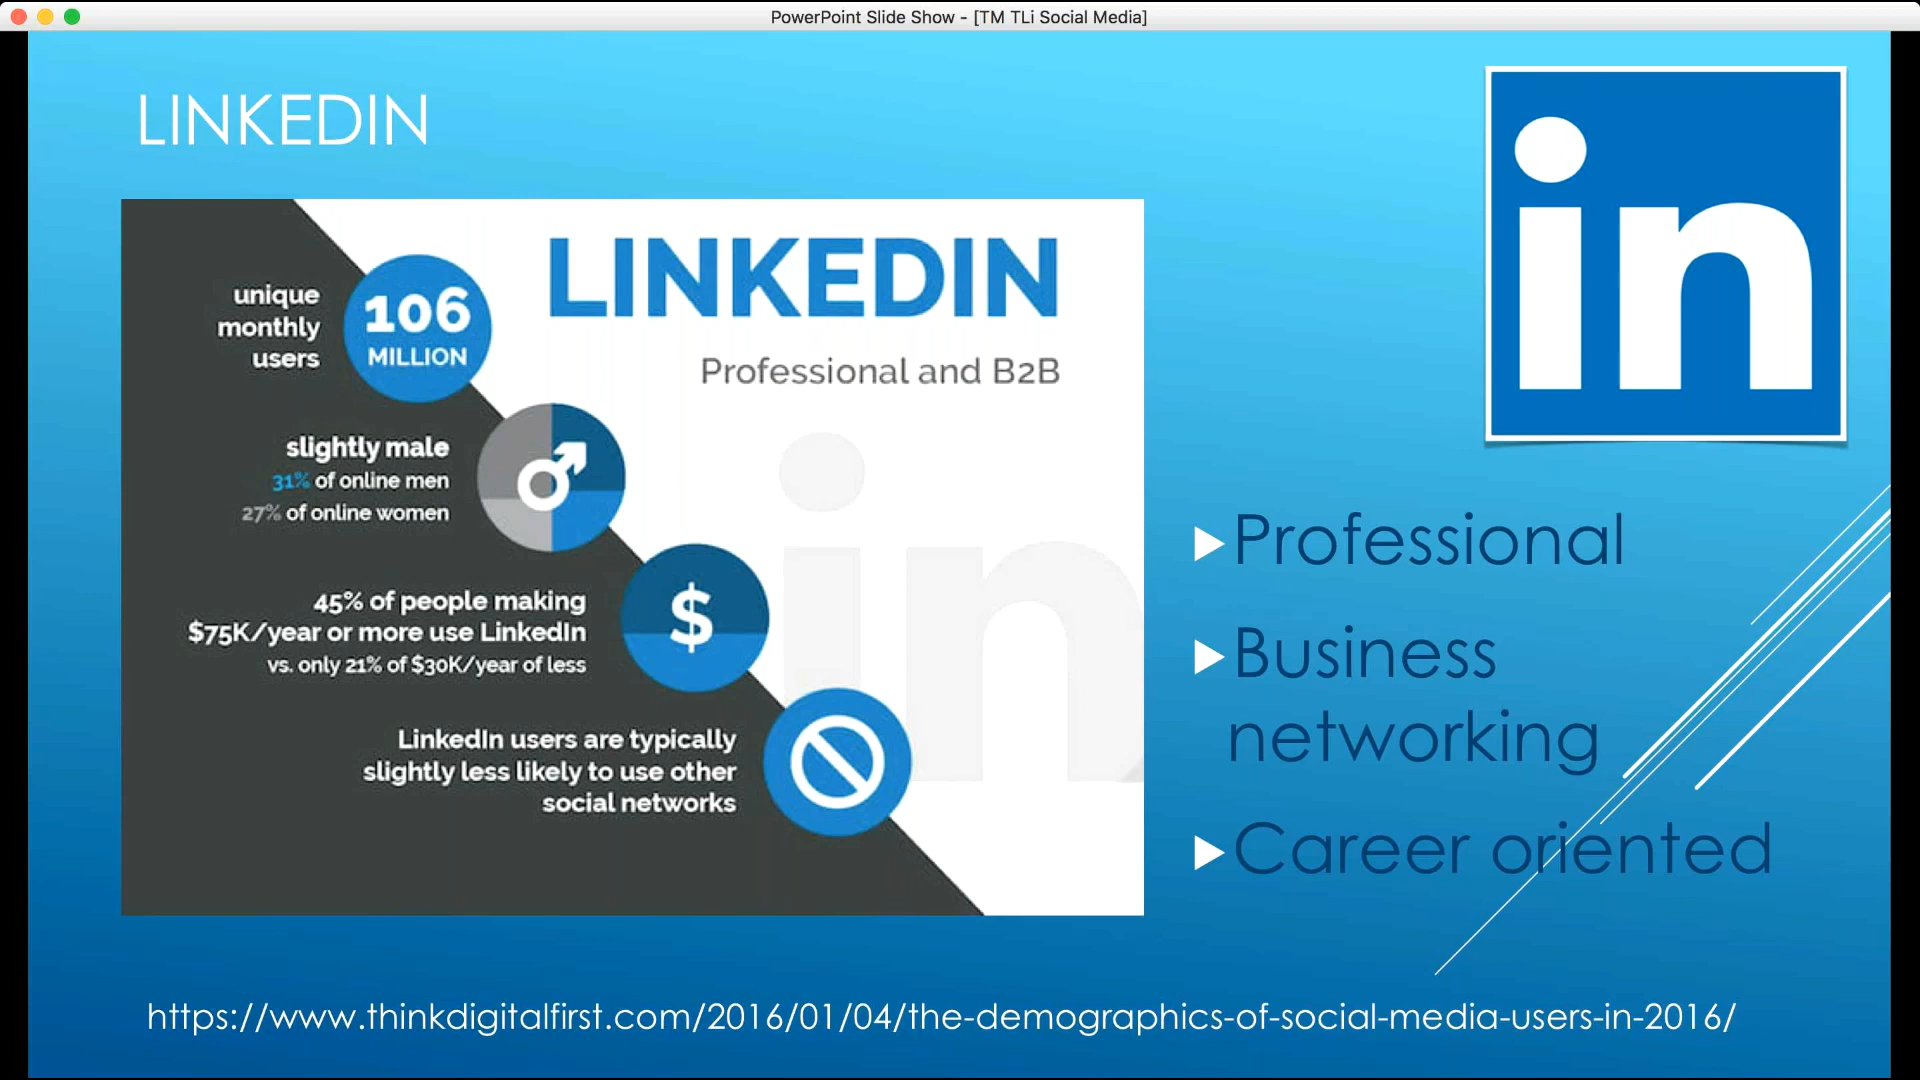 PowerPoint Slide Show - [TM TLi Social Media]
LINKEDIN
in
LINKEDIN
Professional and B2B
unique
monthly
users
106
MILLION
slightly male
31% of online men
27% of online women
45% of people making
$75K/year or more use LinkedIn
vs. only 21% of $30K/year of less
$
LinkedIn users are typically
slightly less likely to use other
social networks
in
Professional
Business
networking
Career oriented
https://www.thinkdigitalfirst.com/2016/01/04/the-demographics-of-social-media-users-in-2016/